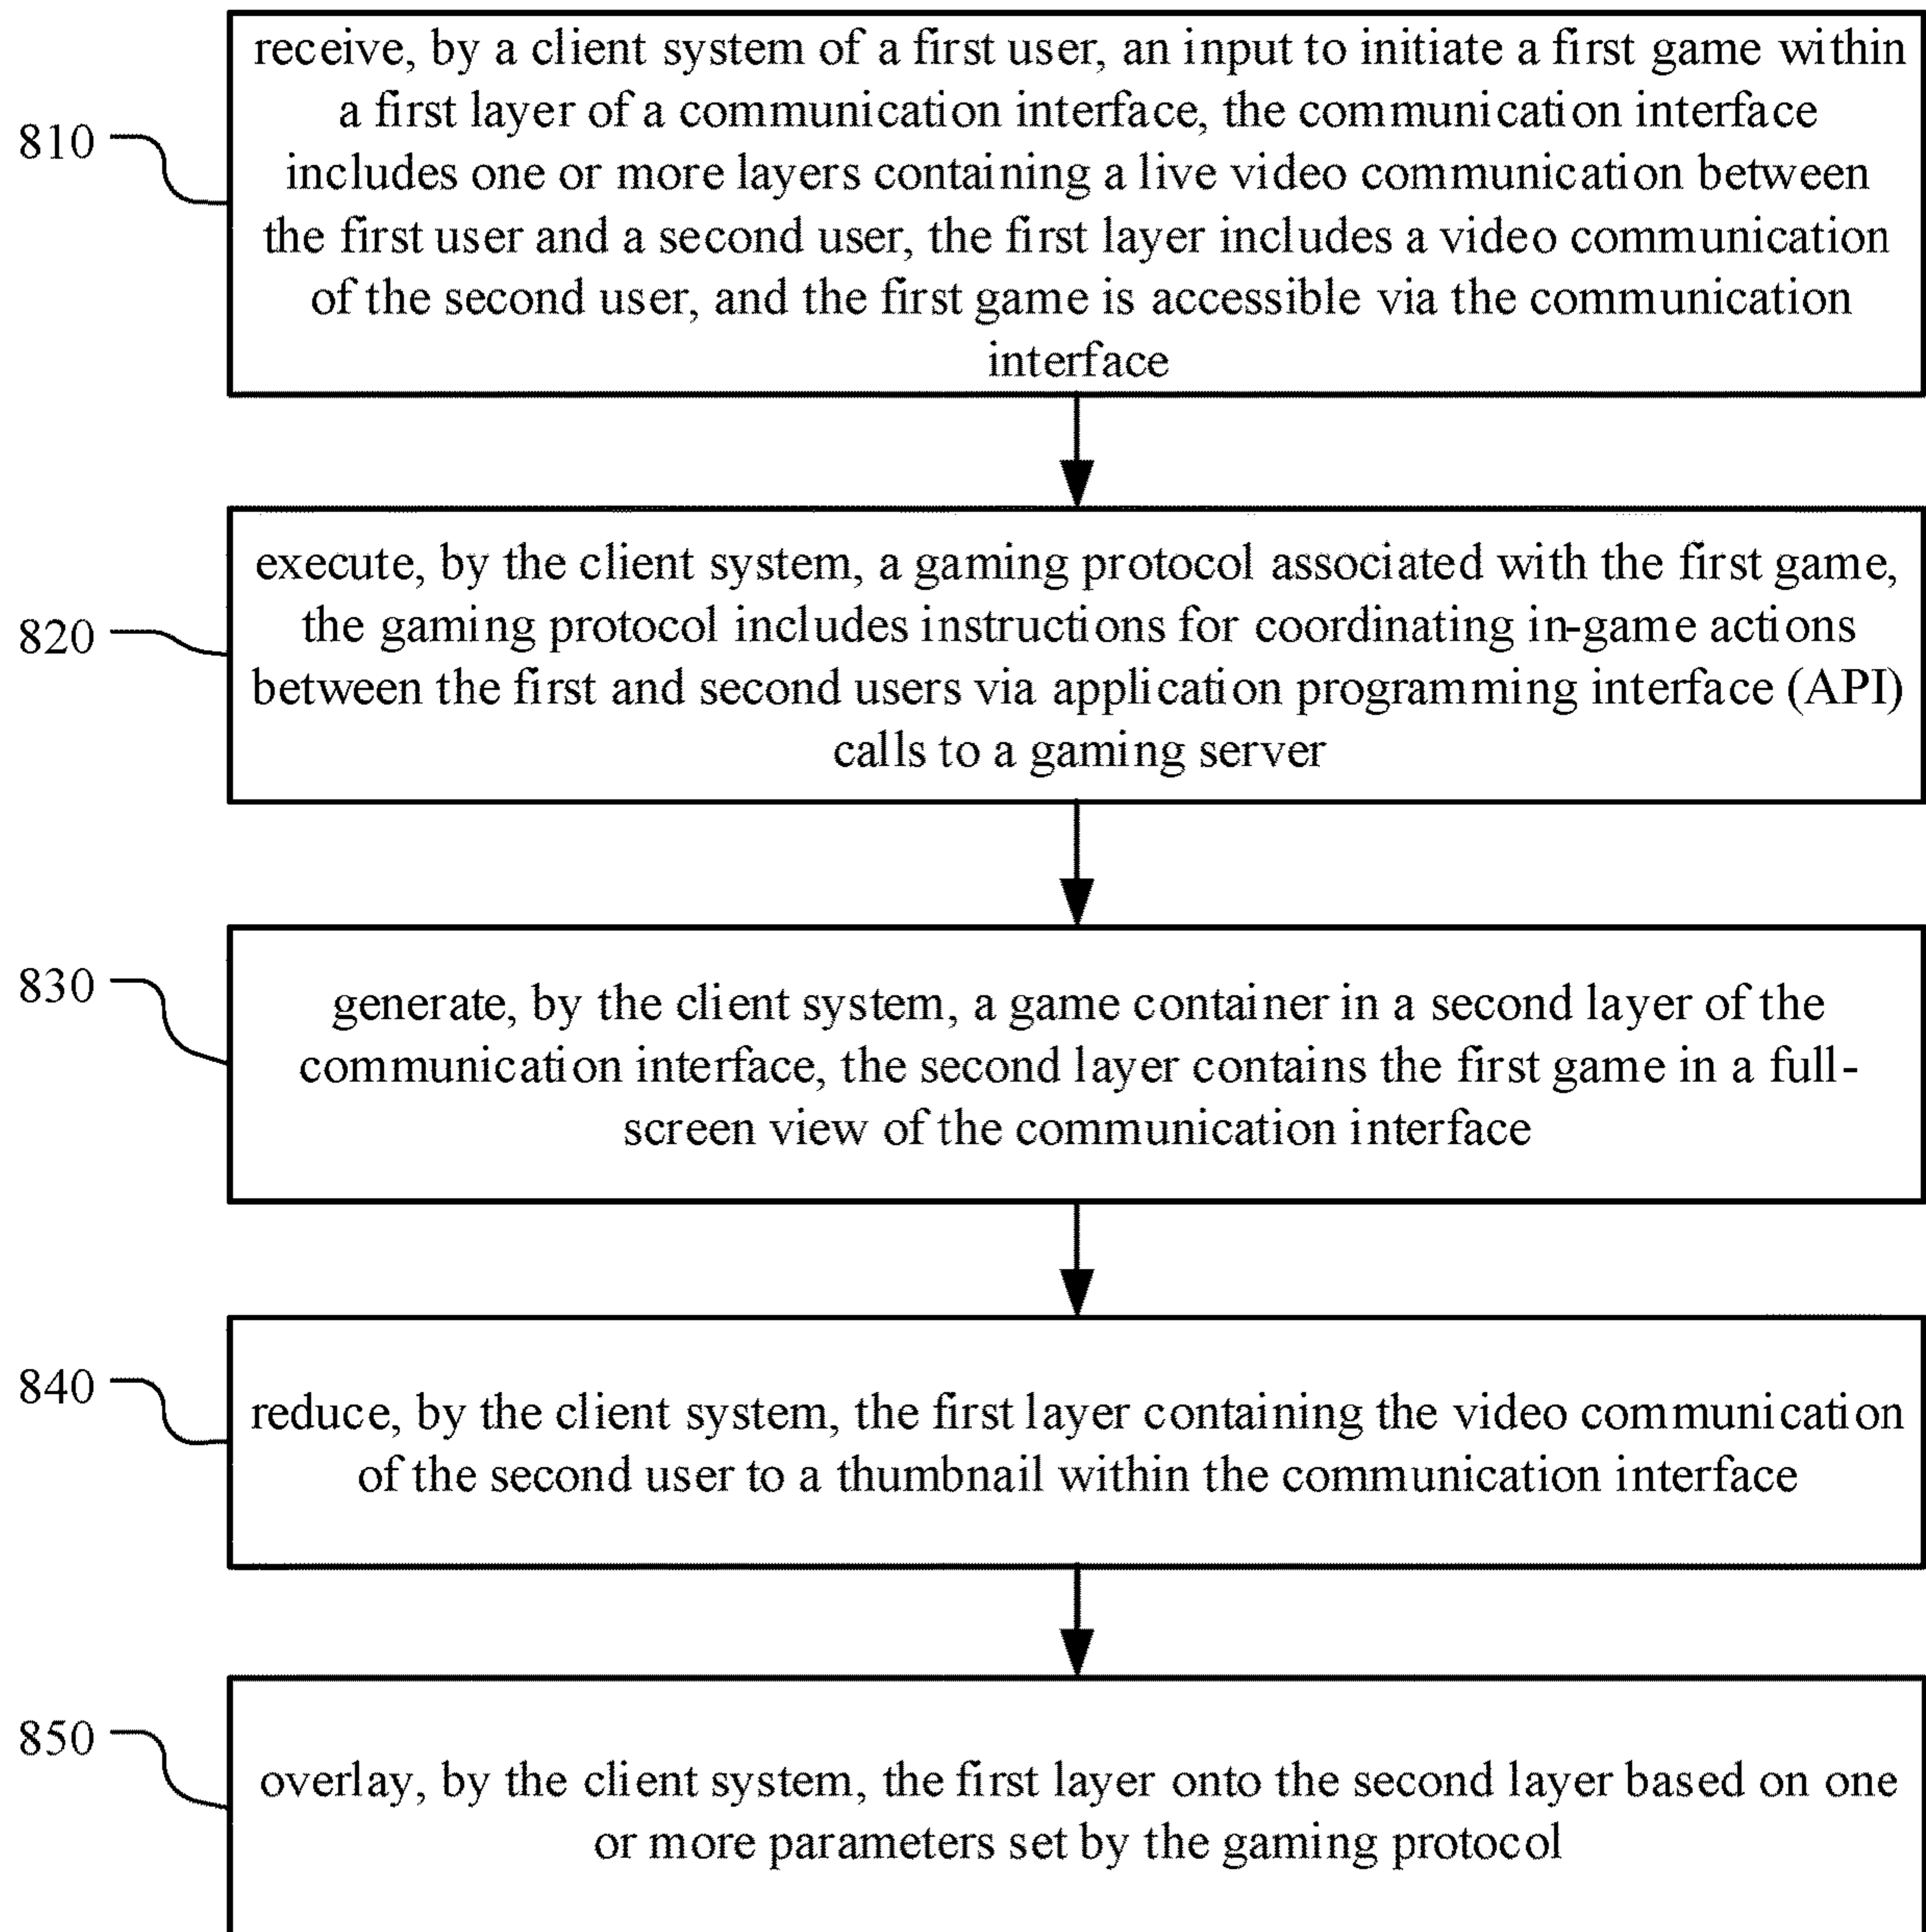 receive, by a client system of a first user, an input to initiate a first game within
a first layer of a communication interface, the communication interface
810
includes one or more layers containing a live video communication between
the first user and a second user, the first layer includes a video communication
of the second user, and the first game is accessible via the communication
interface
execute, by the client system, a gaming protocol associated with the first game,
820
the gaming protocol includes instructions for coordinating in-game actions
between the first and second users via application programming interface (API)
calls to a gaming server
830
generate, by the client system, a game container in a second layer of the
communication interface, the second layer contains the first game in a full-
screen view of the communication interface
840
reduce, by the client system, the first layer containing the video communication
of the second user to a thumbnail within the communication interface
850
overlay, by the client system, the first layer onto the second layer based on one
or more parameters set by the gaming protocol